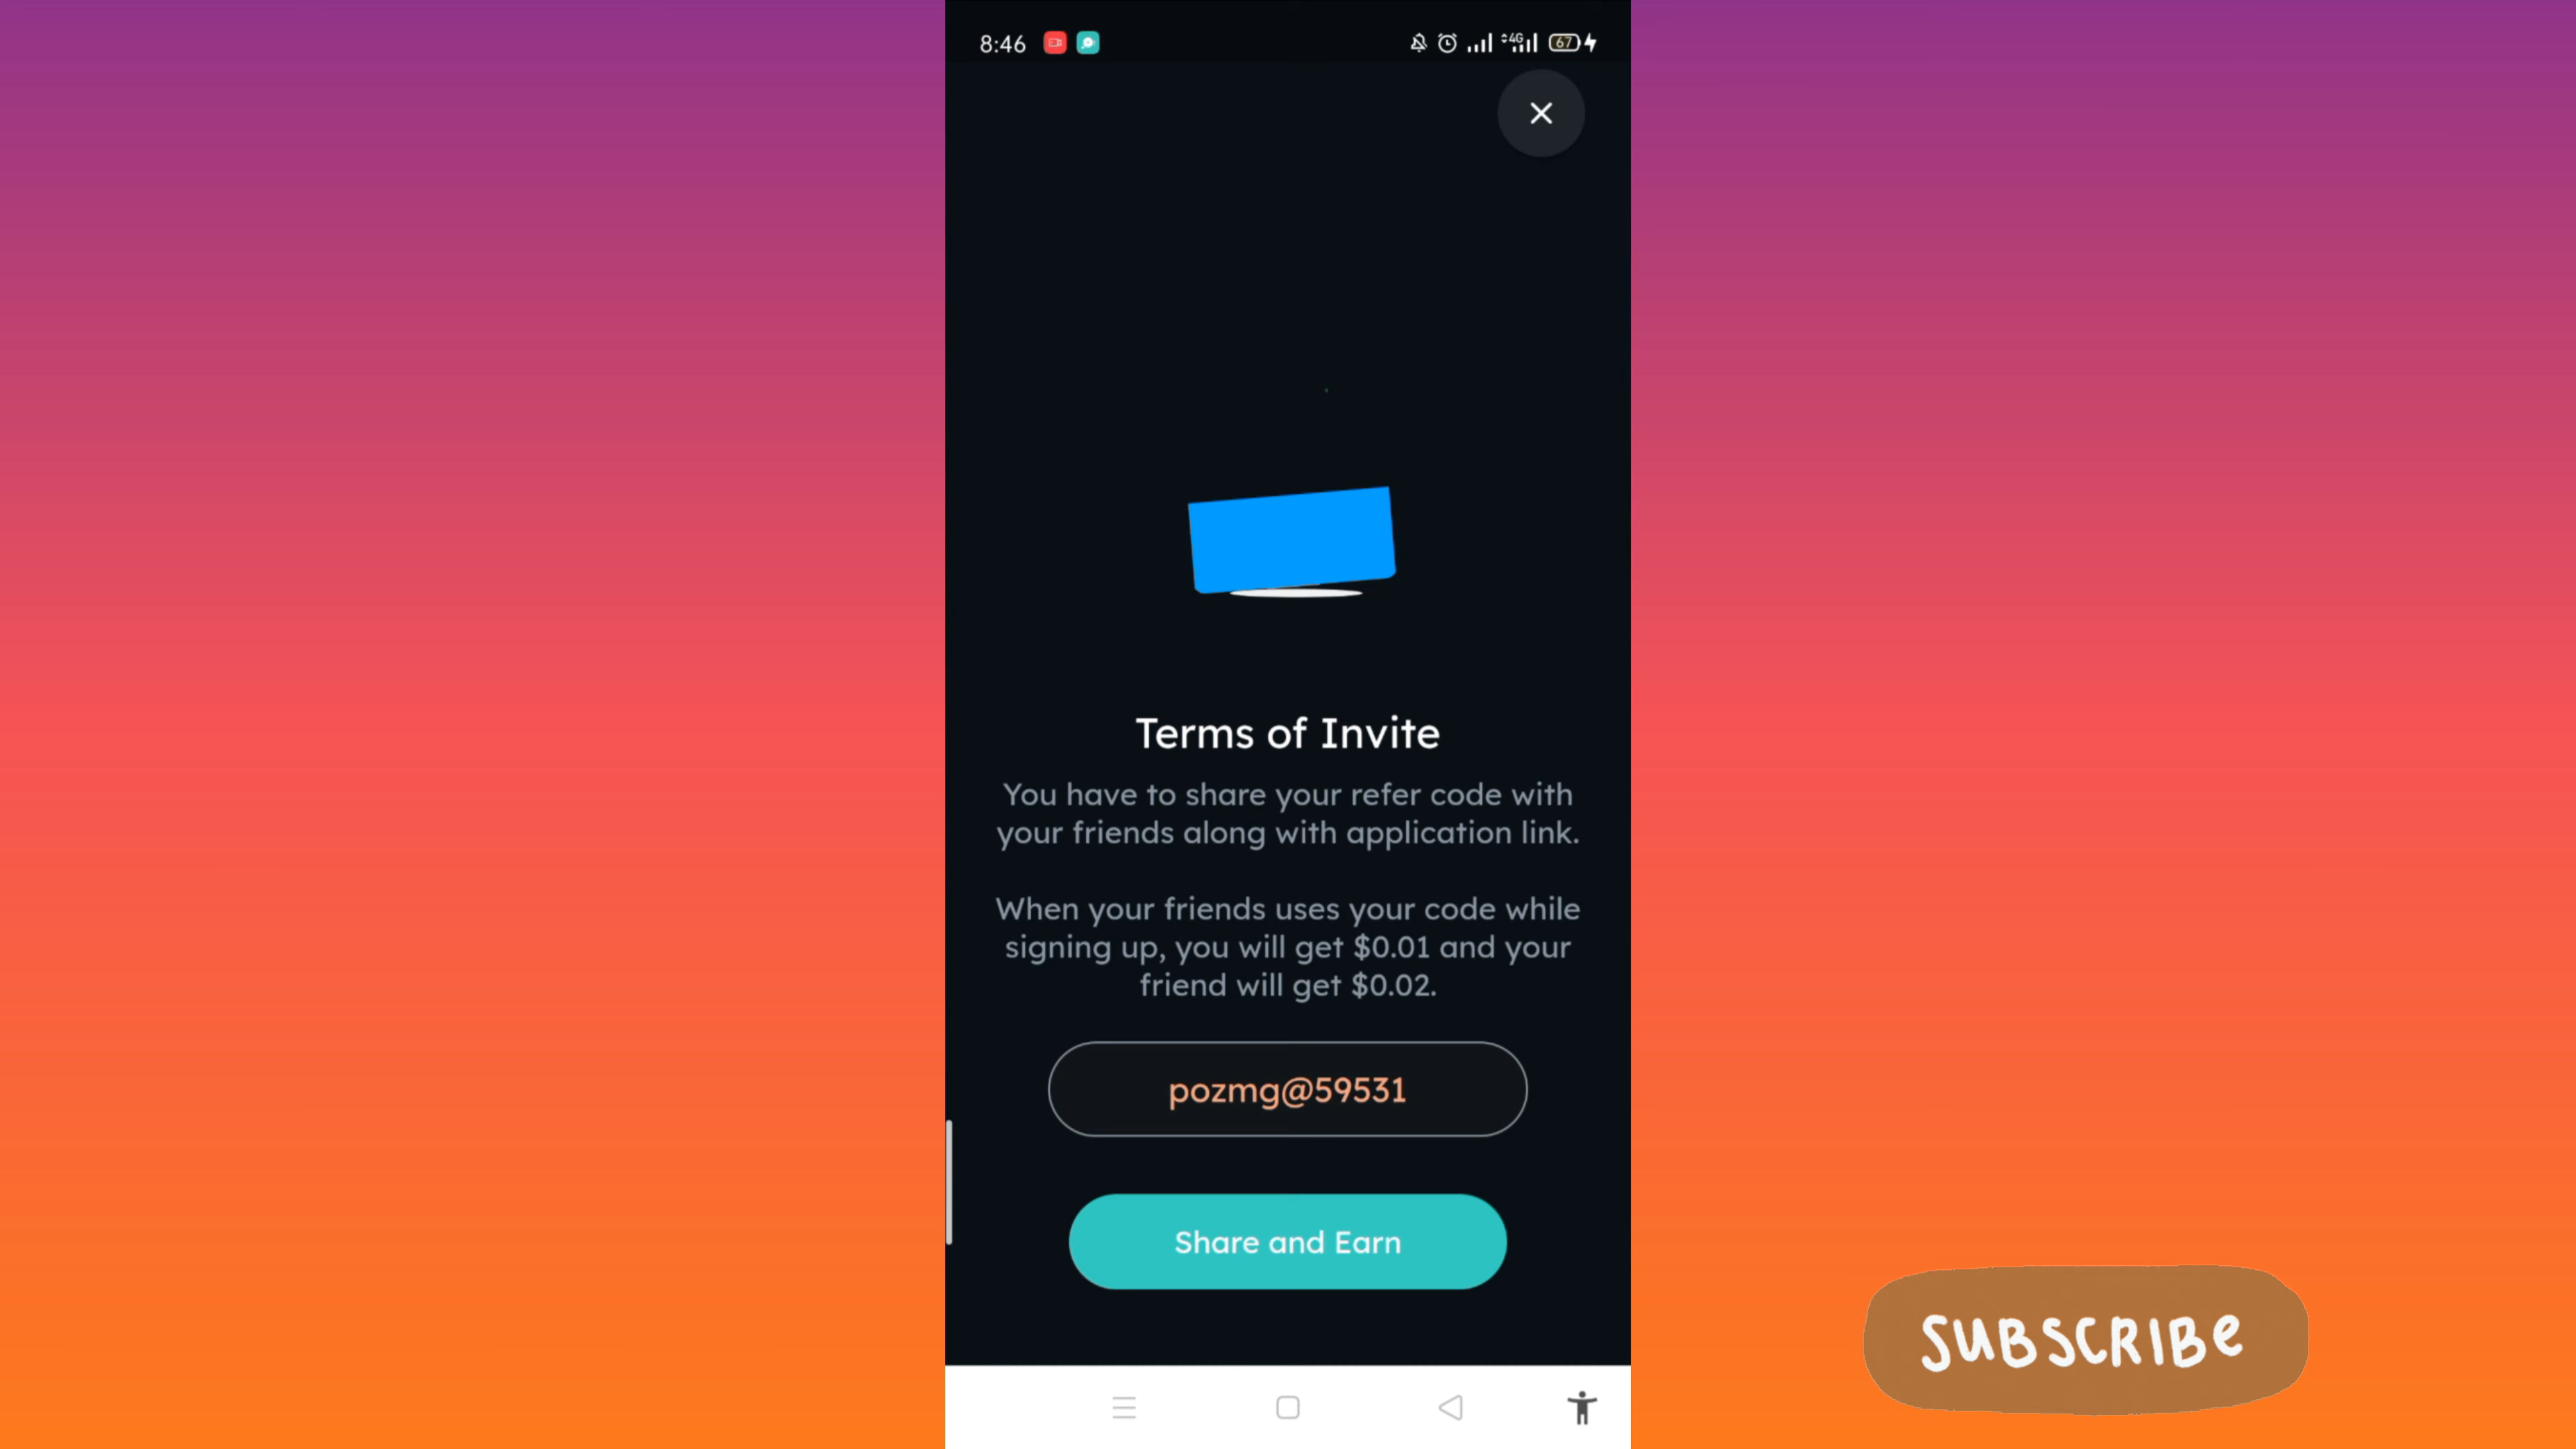 8:46
4G
67
Terms of Invite
You have to share your refer code with
your friends along with application link.
When your friends uses your code while
signing up, you will get $0.01 and your
friend will get $0.02.
pozmg@59531
Share and Earn
SUBSCRIBe